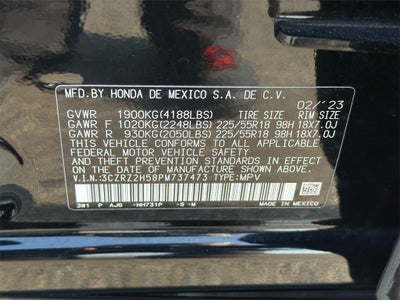 MFD.BY HONDA DE MEXICO S.A. DE C.V.
02/'23
GVWR 1900KG(4188LBS) TIRE SIZE RIM SIZE
GAWR F 1020KG(2248LBS) 225/55R18 98H 18X7.0J
GAWR R 930KG(2050LBS) 225/55R18 98H 18X7.0J
THIS VEHICLE CONFORMS TO ALL APPLICABLE
FEDERAL MOTOR VEHICLE SAFETY AND
THEFT PREVENTION STANDARDS IN EFFECT ON
THE DATE OF MANUFACTURE SHOWN ABOVE.
V.I.N:3CZRZ2H58PM737473 TYPE:MPV
3W1 P AJ6 -NH731P -S -M